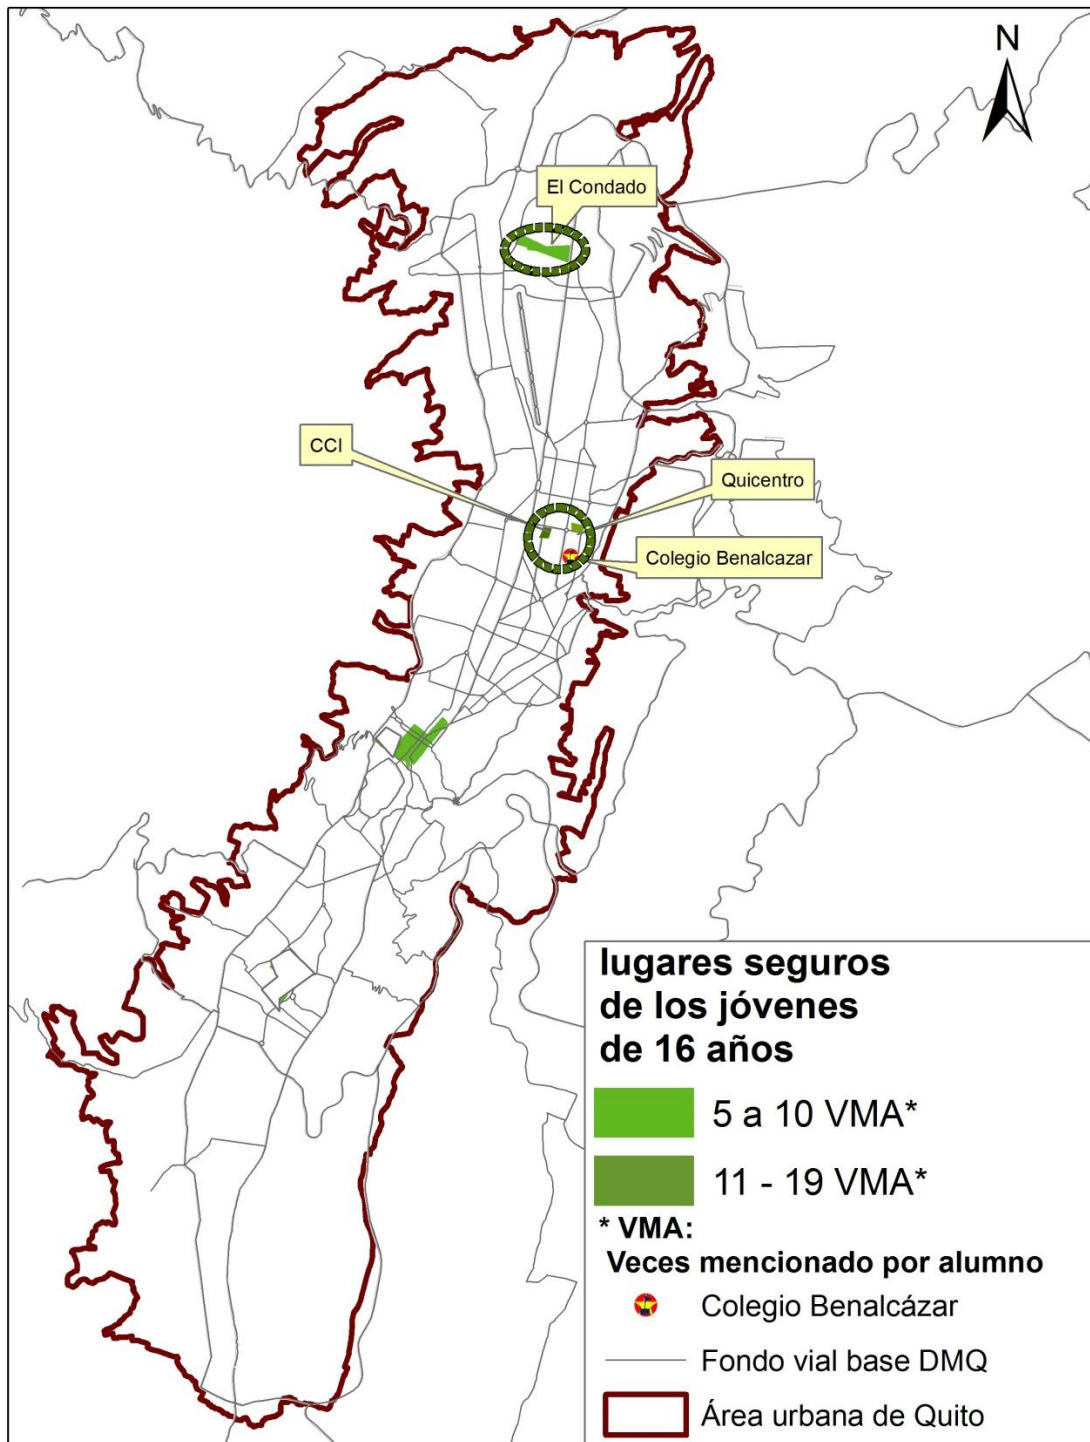 N
El Condado
CCI
Quicentro
Colegio Benalcazar
lugares seguros
de los jóvenes
de 16 años
5 a 10 VMA*
11 - 19 VMA*
* VMA:
Veces mencionado por alumno
Colegio Benalcázar
Fondo vial base DMQ
Área urbana de Quito